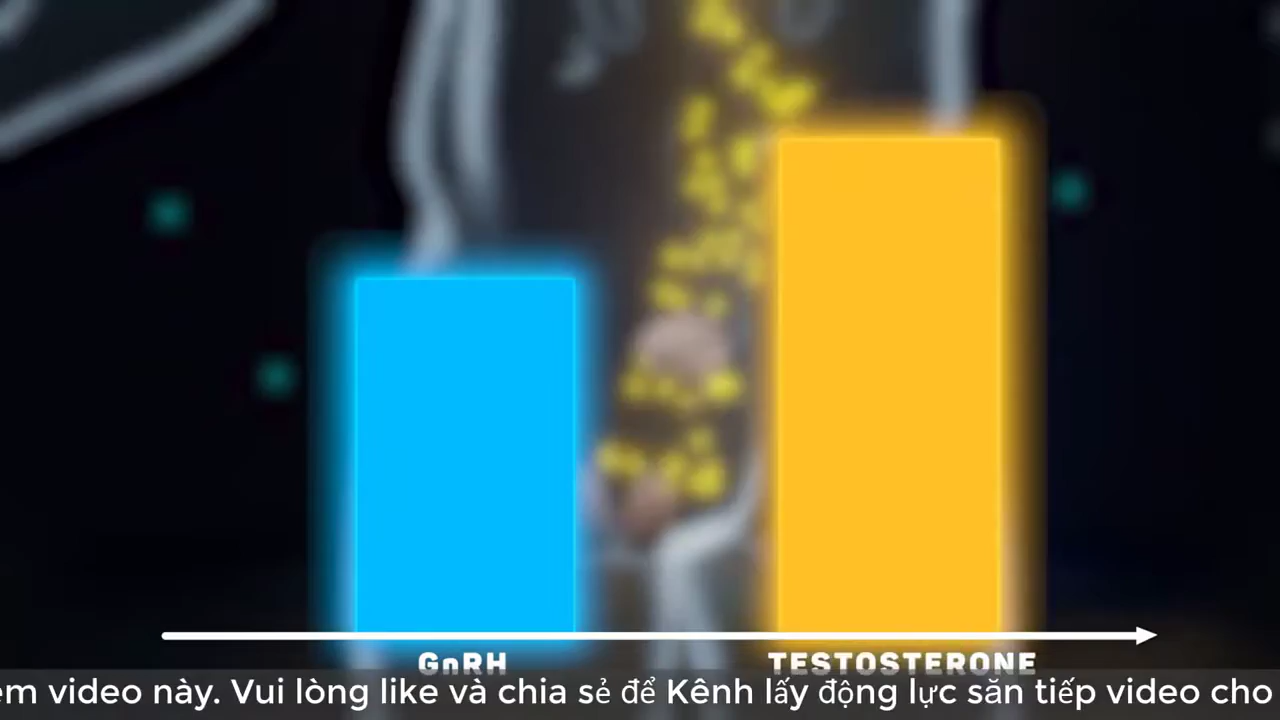 GnRH
TESTOSTERONE
em video này. Vui lòng like và chia sẻ để Kênh lấy động lực săn tiếp video cho